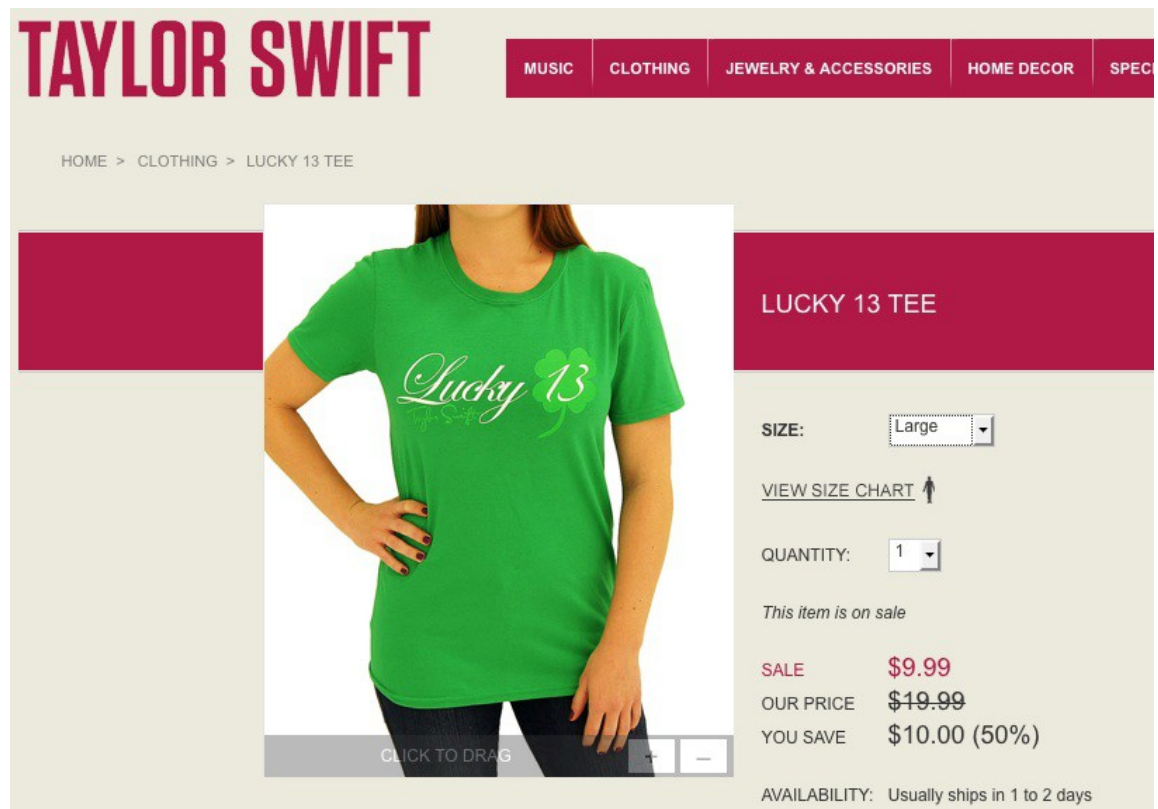 TAYLOR SWIFT
MUSIC CLOTHING JEWELRY & ACCESSORIES HOME DECOR SPECI
HOME > CLOTHING > LUCKY 13 TEE
LUCKY 13 TEE
Lucky 13
Taylor Swift
SIZE: Large
VIEW SIZE CHART
QUANTITY: 1
This item is on sale
SALE $9.99
OUR PRICE $19.99
YOU SAVE $10.00 (50%)
CLICK TO DRAG + –
AVAILABILITY: Usually ships in 1 to 2 days